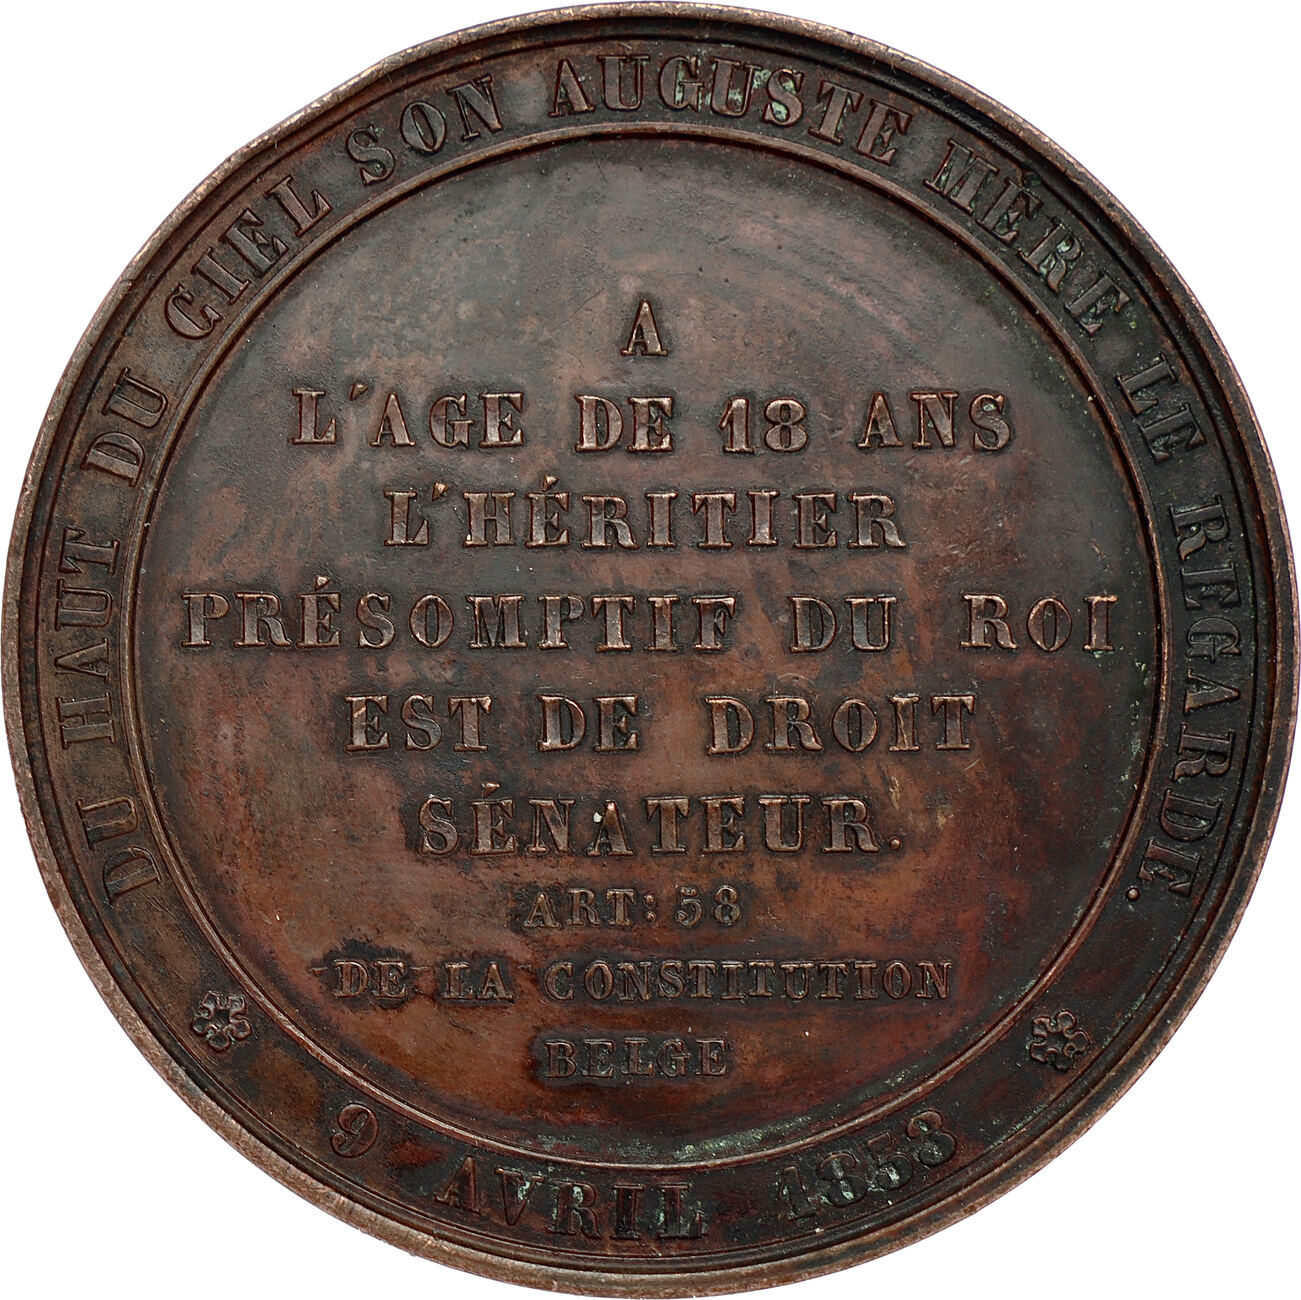 DU HAUT DU CIEL SON AUGUSTE MÈRE LE REGARDE.
A
L'AGE DE 18 ANS
L'HÉRITIER
PRÉSOMPTIF DU ROI
EST DE DROIT
SÉNATEUR.
ART: 58
DE LA CONSTITUTION
BELGE
9 AVRIL 1853